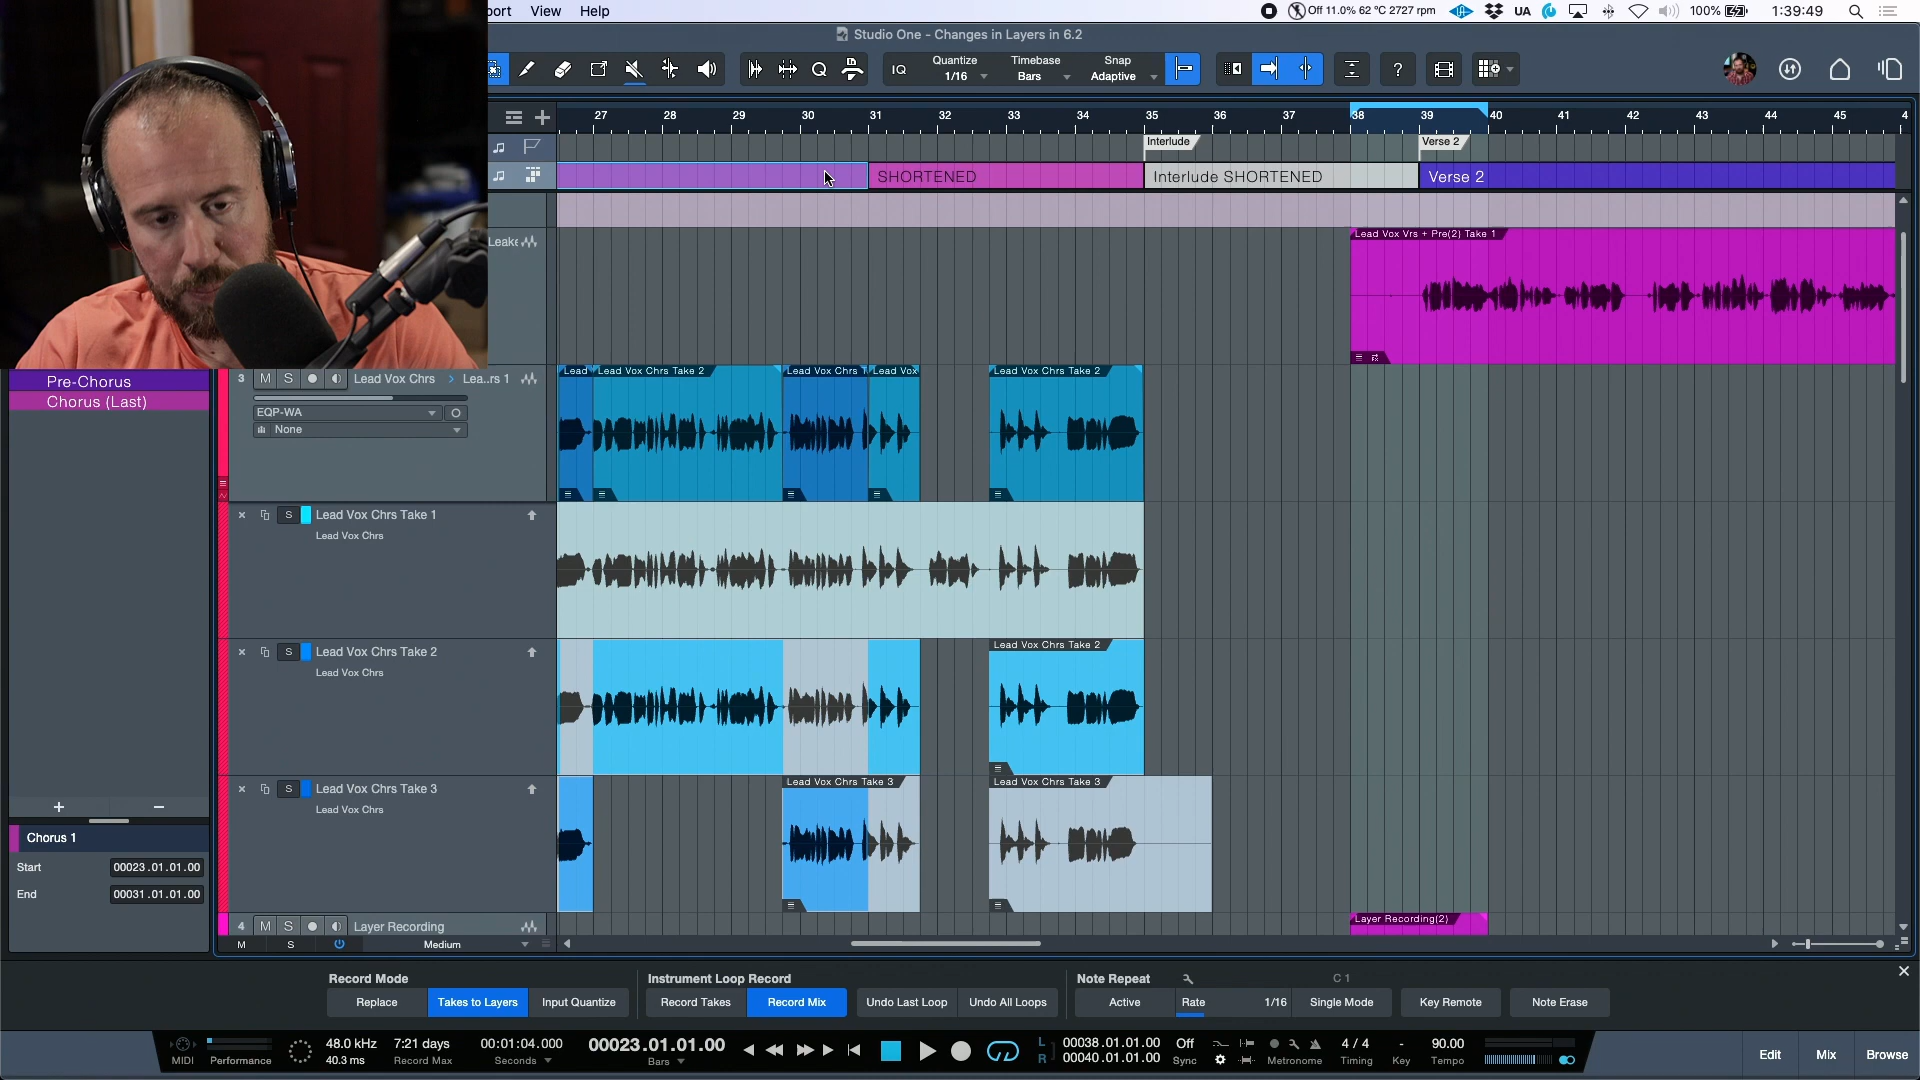 ort View Help
Off 11.0% 62 °C 2727 rpm UA 100% 1:39:49
Studio One - Changes in Layers in 6.2
IQ Quantize 1/16 Timebase Bars Snap Adaptive ?
27 28 29 30 31 32 33 34 35 36 37 38 39 40 41 42 43 44 45 4
Interlude Verse 2
SHORTENED Interlude SHORTENED Verse 2
Leake
Lead Vox Vrs + Pre(2) Take 1
Pre-Chorus
Chorus (Last)
3 M S Lead Vox Chrs > Lea..rs 1
EQP-WA
None
Lead Lead Vox Chrs Take 2 Lead Vox Chrs T Lead Vox Lead Vox Chrs Take 2
S Lead Vox Chrs Take 1
Lead Vox Chrs
S Lead Vox Chrs Take 2
Lead Vox Chrs
Lead Vox Chrs Take 2
S Lead Vox Chrs Take 3
Lead Vox Chrs
Lead Vox Chrs Take 3 Lead Vox Chrs Take 3
+ −
Chorus 1
Start 00023.01.01.00
End 00031.01.01.00
4 M S Layer Recording
Layer Recording(2)
M S Medium
Record Mode Instrument Loop Record Note Repeat C 1
Replace Takes to Layers Input Quantize Record Takes Record Mix Undo Last Loop Undo All Loops Active Rate 1/16 Single Mode Key Remote Note Erase
MIDI Performance
48.0 kHz
40.3 ms
7:21 days
Record Max
00:01:04.000
Seconds
00023.01.01.00
Bars
L 00038.01.01.00
R 00040.01.01.00
Off
Sync
Metronome
4 / 4
Timing
-
Key
90.00
Tempo
Edit Mix Browse